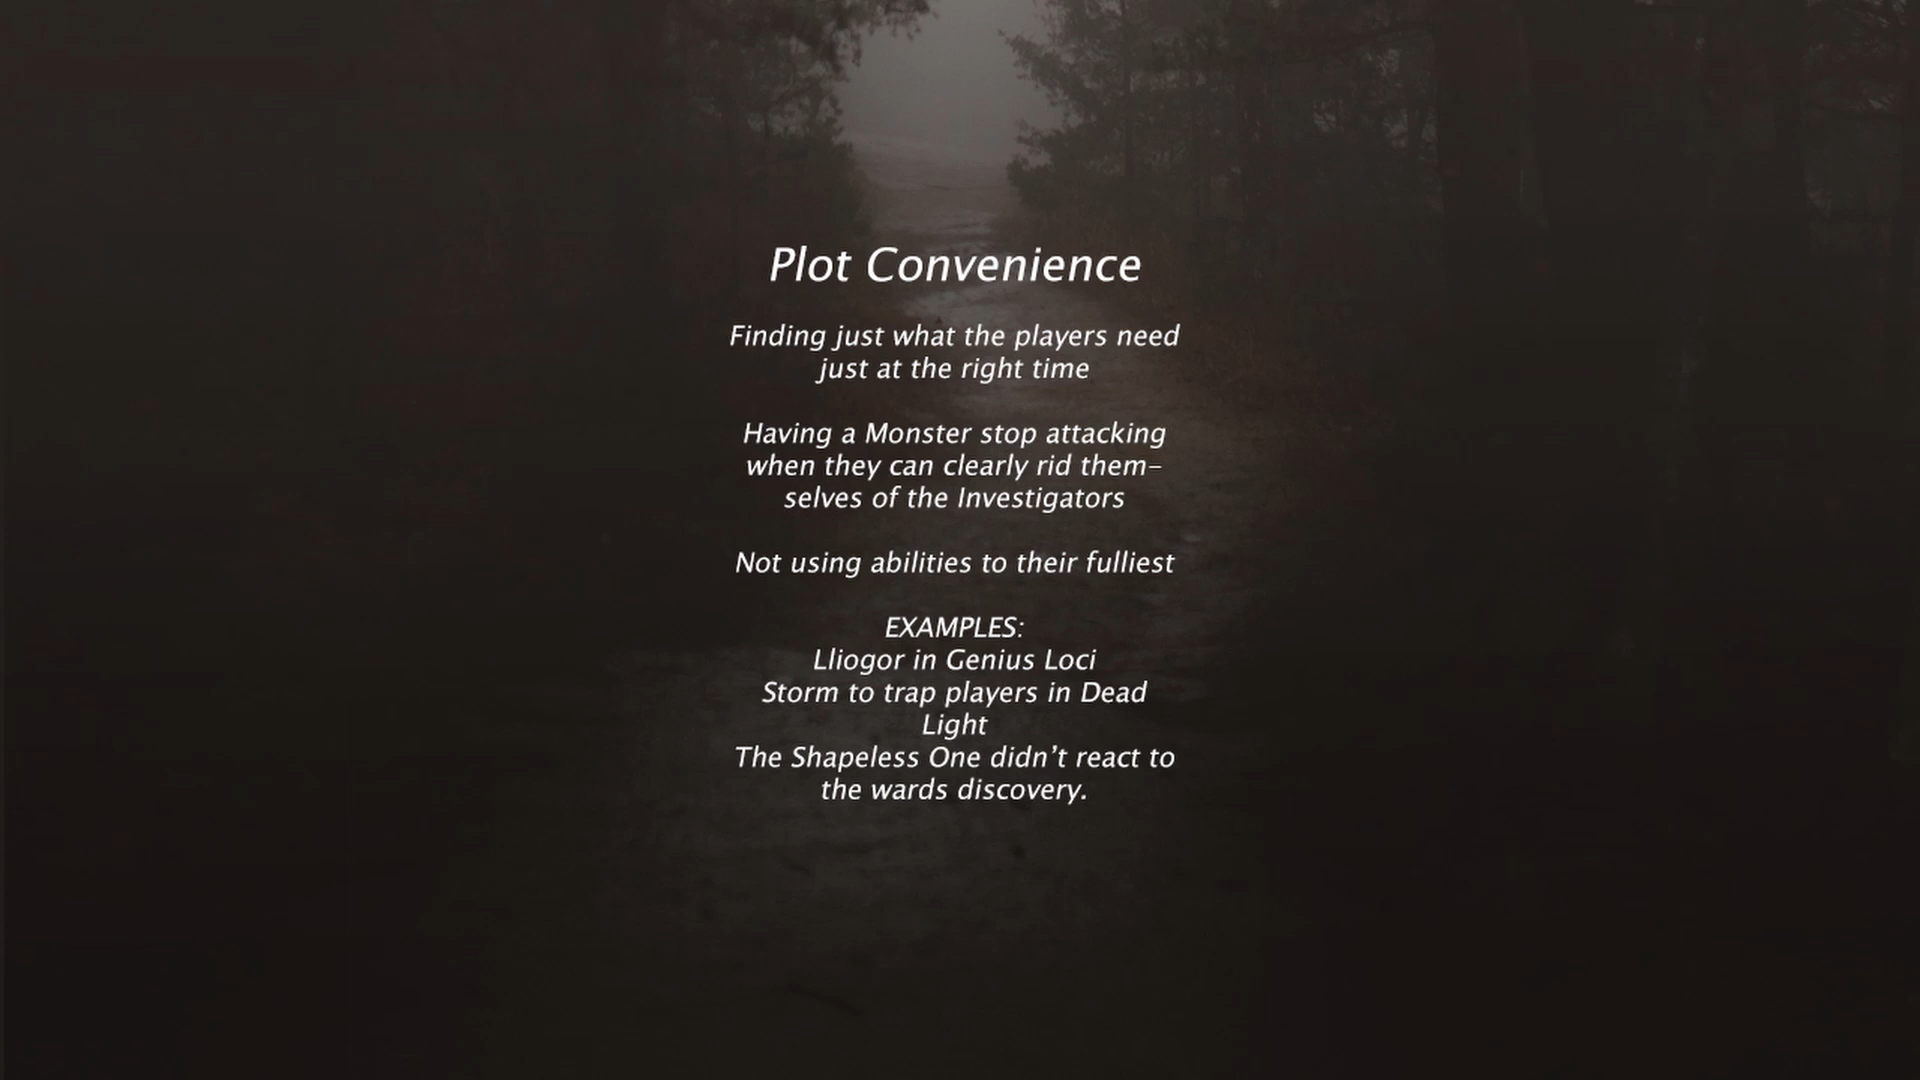 Plot Convenience
Finding just what the players need
just at the right time
Having a Monster stop attacking
when they can clearly rid them-
selves of the Investigators
Not using abilities to their fulliest
EXAMPLES:
Lliogor in Genius Loci
Storm to trap players in Dead
Light
The Shapeless One didn't react to
the wards discovery.